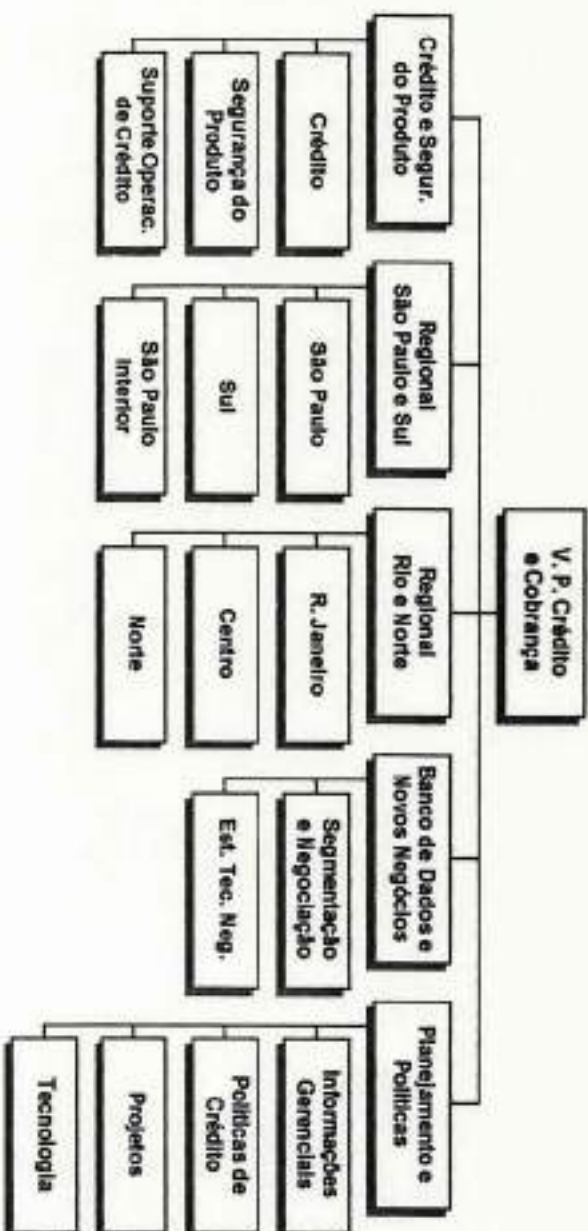 V. P. Crédito
e Cobrança
Crédito e Segur.
do Produto
Crédito
Segurança do
Produto
Suporte Operac.
de Crédito
Regional
São Paulo e Sul
São Paulo
Sul
São Paulo
Interior
Regional
Rio e Norte
R. Janeiro
Centro
Norte
Banco de Dados e
Novos Negócios
Segmentação
e Negociação
Est. Tec. Neg.
Planejamento e
Políticas
Informações
Gerenciais
Políticas de
Crédito
Projetos
Tecnologia